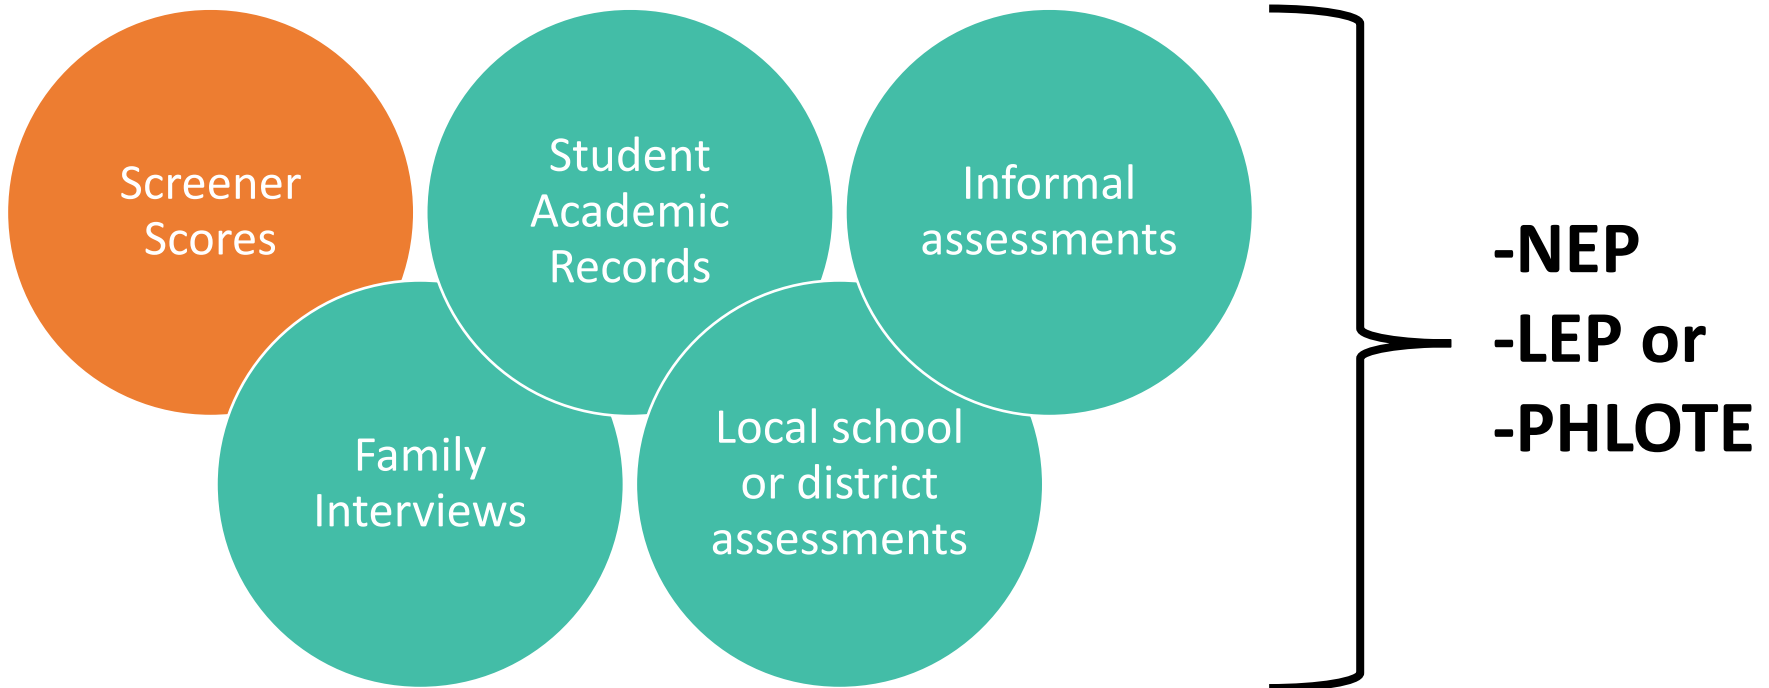 Screener
Scores
Student
Academic
Records
Informal
assessments
Family
Interviews
Local school
or district
assessments
-NEP
-LEP or
-PHLOTE